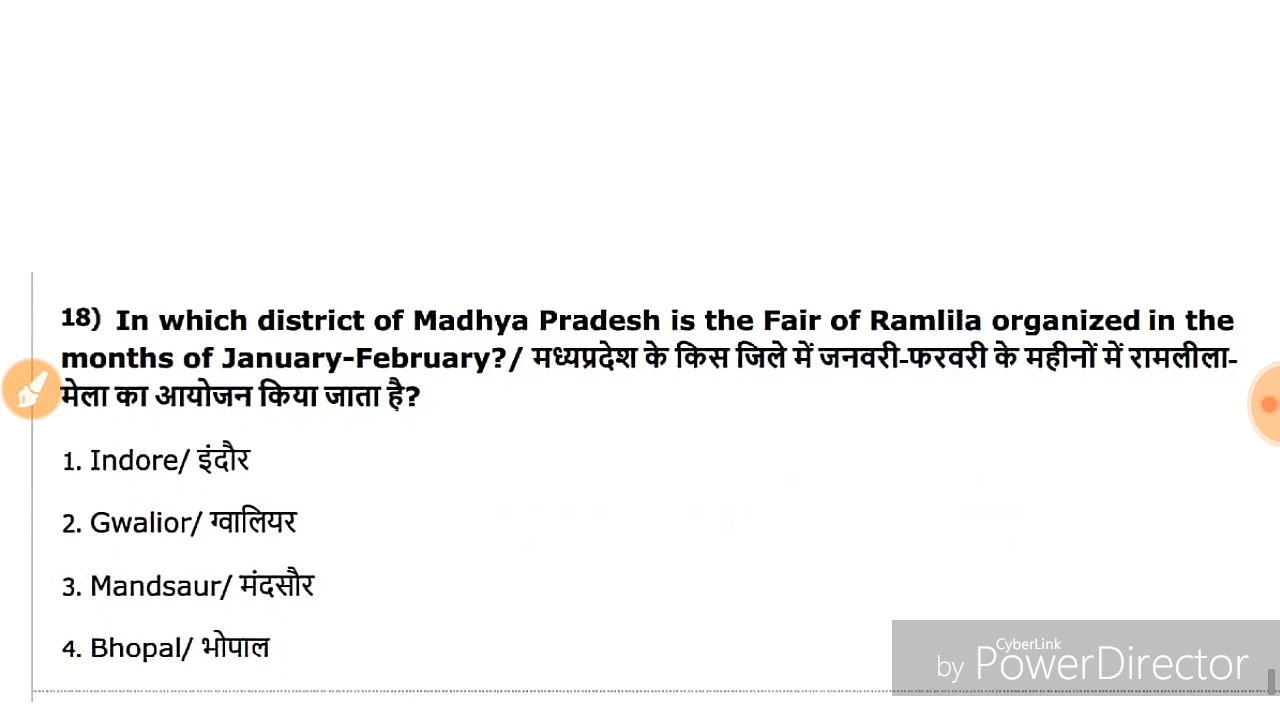 18) In which district of Madhya Pradesh is the Fair of Ramlila organized in the
months of January-February?/ मध्यप्रदेश के किस जिले में जनवरी-फरवरी के महीनों में रामलीला-
मेला का आयोजन किया जाता है?
1. Indore/ इंदौर
2. Gwalior/ ग्वालियर
3. Mandsaur/ मंदसौर
4. Bhopal/ भोपाल
CyberLink
by PowerDirector